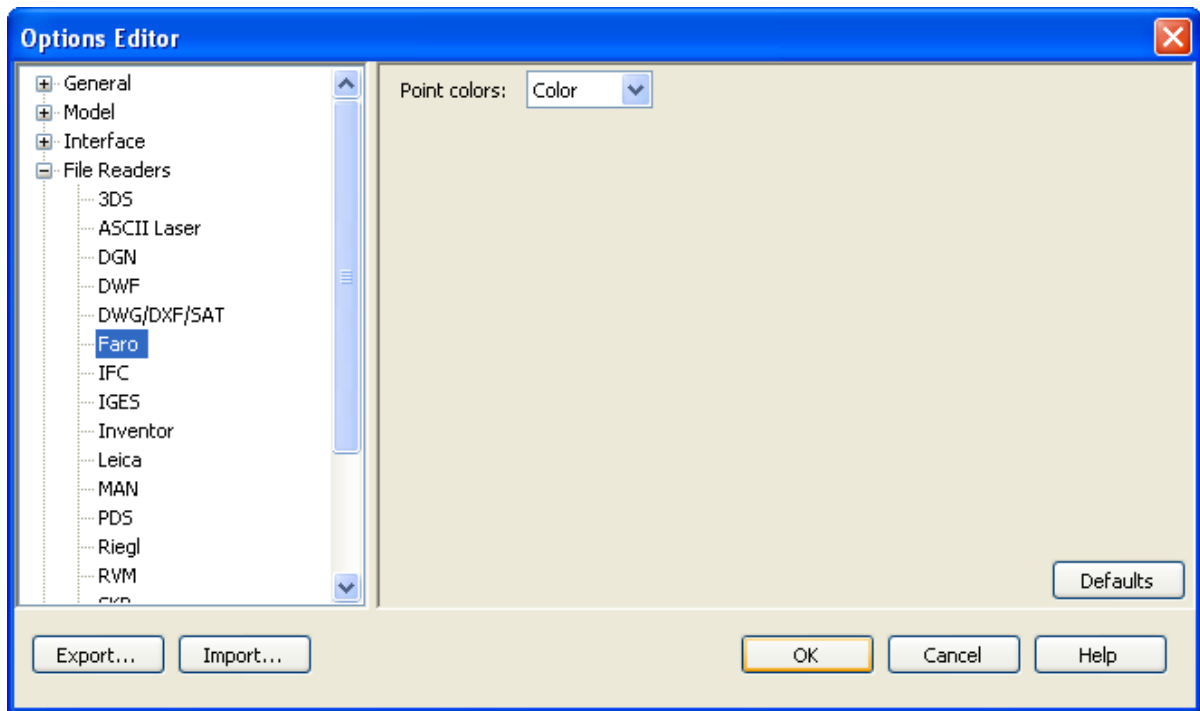 Options Editor
General
Model
Interface
File Readers
3DS
ASCII Laser
DGN
DWF
DWG/DXF/SAT
Faro
IFC
IGES
Inventor
Leica
MAN
PDS
Riegl
RVM
Point colors: Color
Defaults
Export... Import... OK Cancel Help